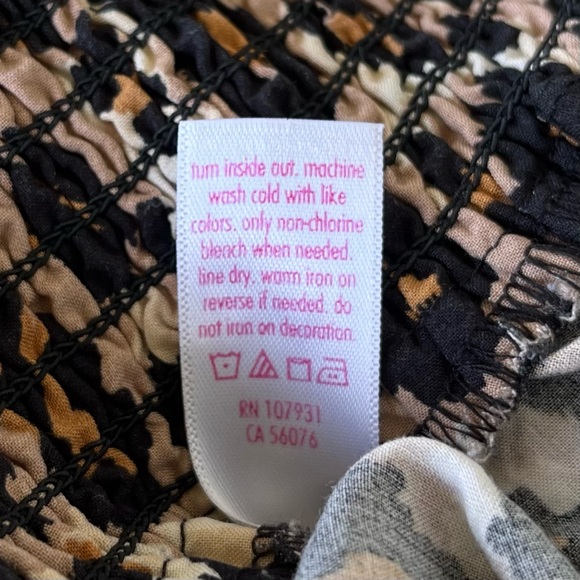 turn inside out. machine
wash cold with like
colors. only non-chlorine
bleach when needed.
line dry. warm iron on
reverse if needed. do
not iron on decoration.
RN 107931
CA 56076